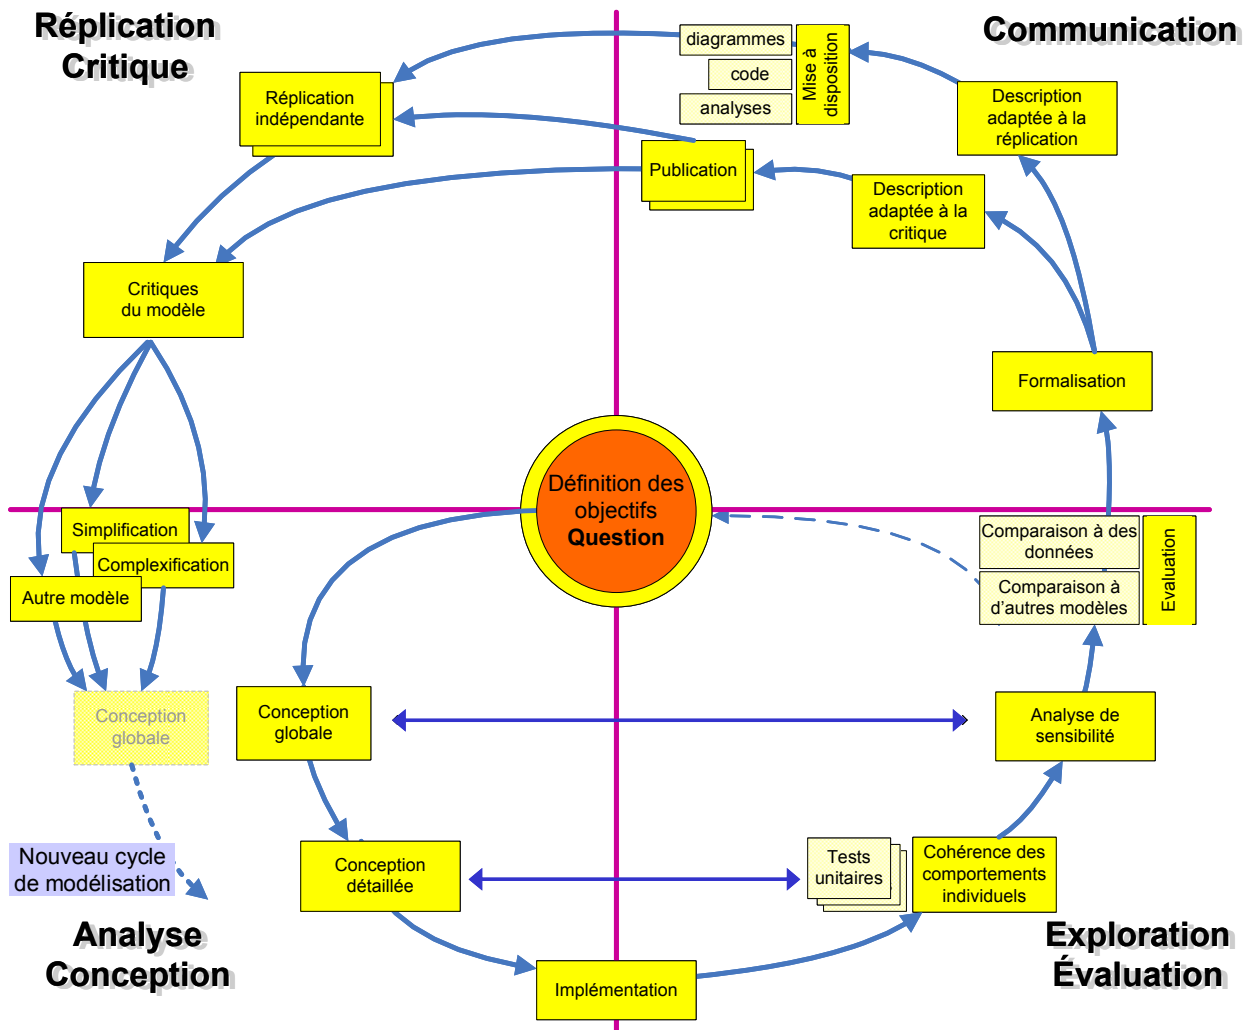 Réplication
Critique
Communication
diagrammes
code
analyses
Mise à
disposition
Description
adaptée à la
réplication
Réplication
indépendante
Publication
Description
adaptée à la
critique
Critiques
du modèle
Formalisation
Définition des
objectifs
Question
Simplification
Complexification
Autre modèle
Comparaison à des
données
Comparaison à
d'autres modèles
Evaluation
Conception
globale
Conception
globale
Analyse de
sensibilité
Nouveau cycle
de modélisation
Conception
détaillée
Tests
unitaires
Cohérence des
comportements
individuels
Analyse
Conception
Implémentation
Exploration
Évaluation